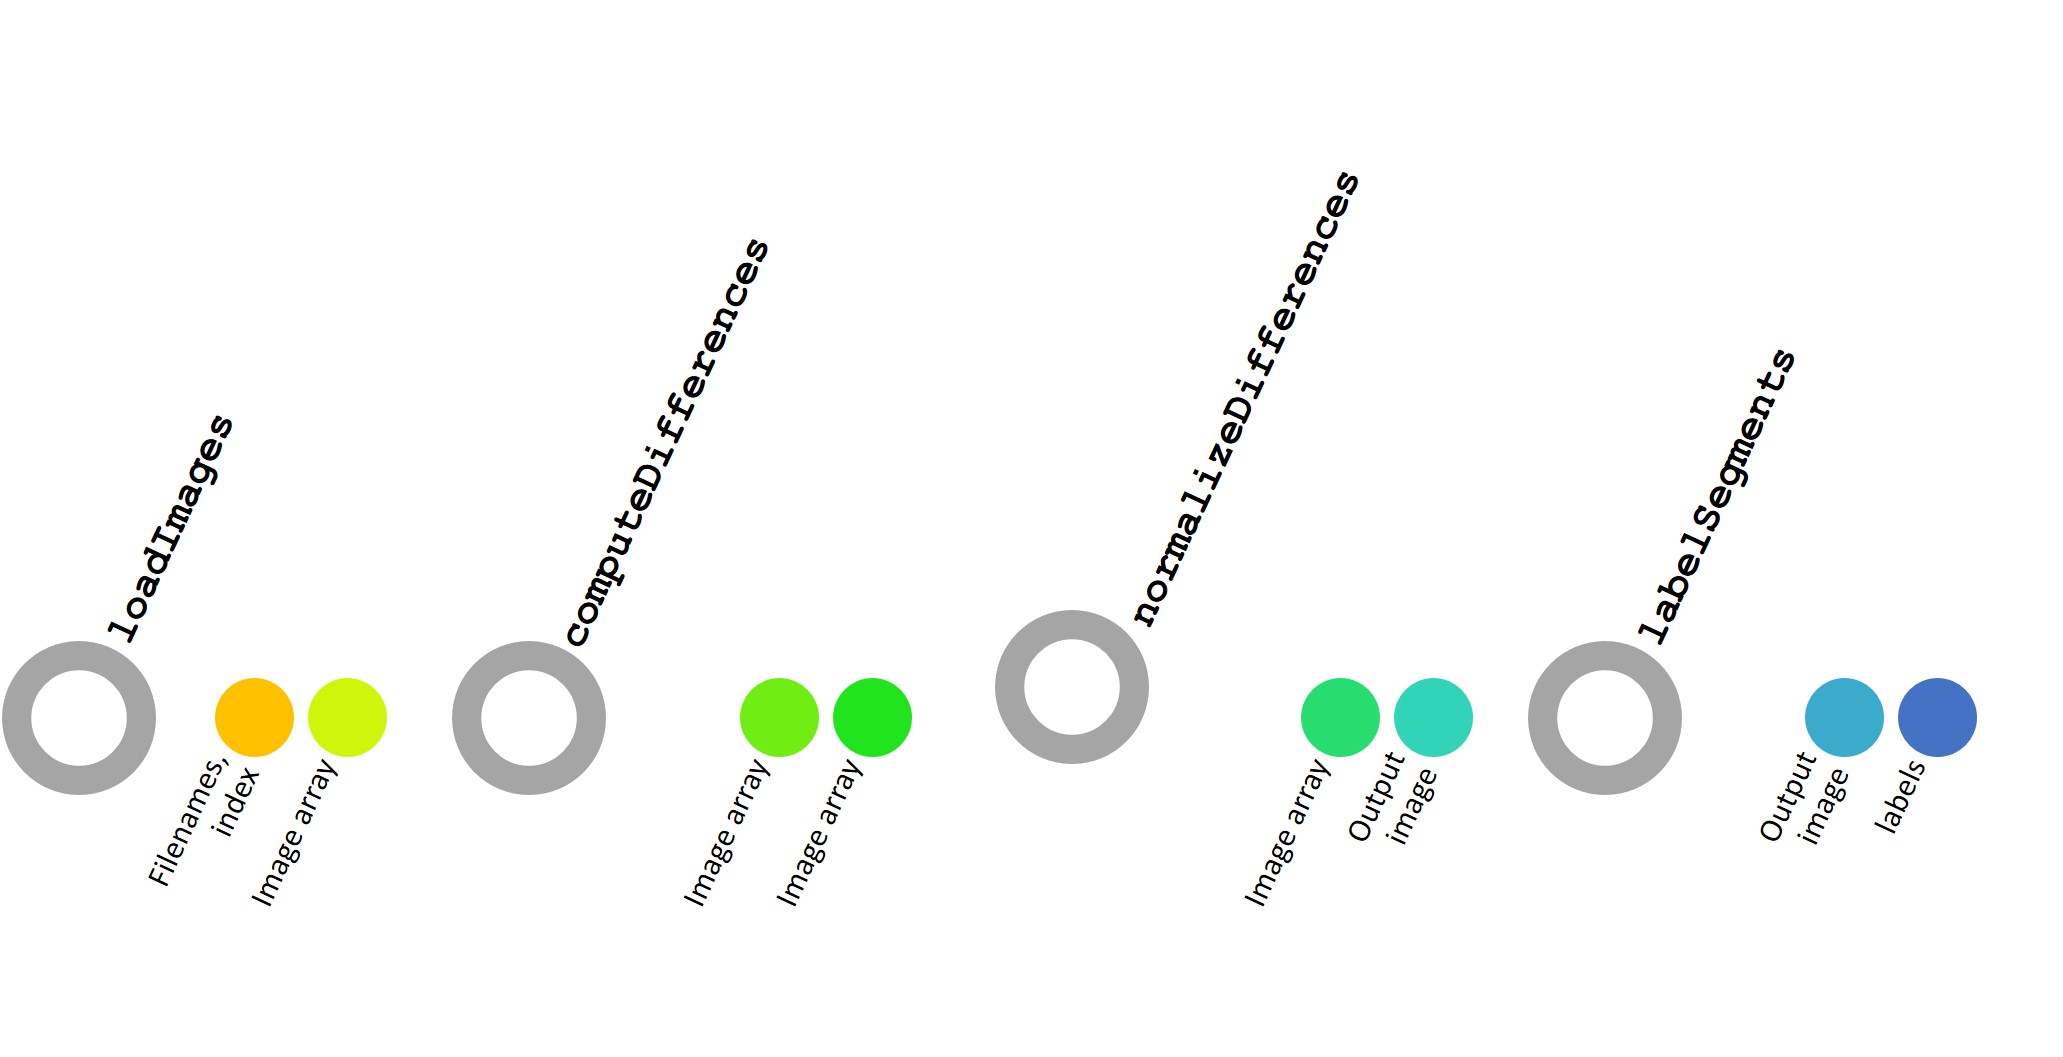 loadImages
Filenames,
index
Image array
computeDifferences
Image array
Image array
normalizeDifferences
Image array
Output
image
labelSegments
Output
image
labels